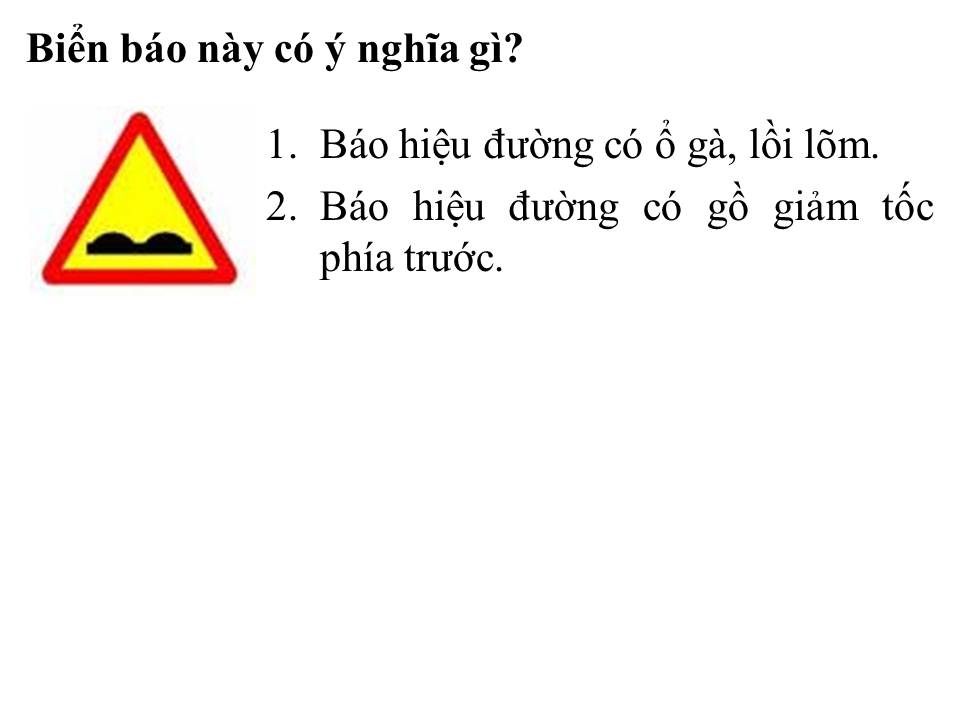 Biển báo này có ý nghĩa gì?
1. Báo hiệu đường có ổ gà, lồi lõm.
2. Báo hiệu đường có gồ giảm tốc
phía trước.